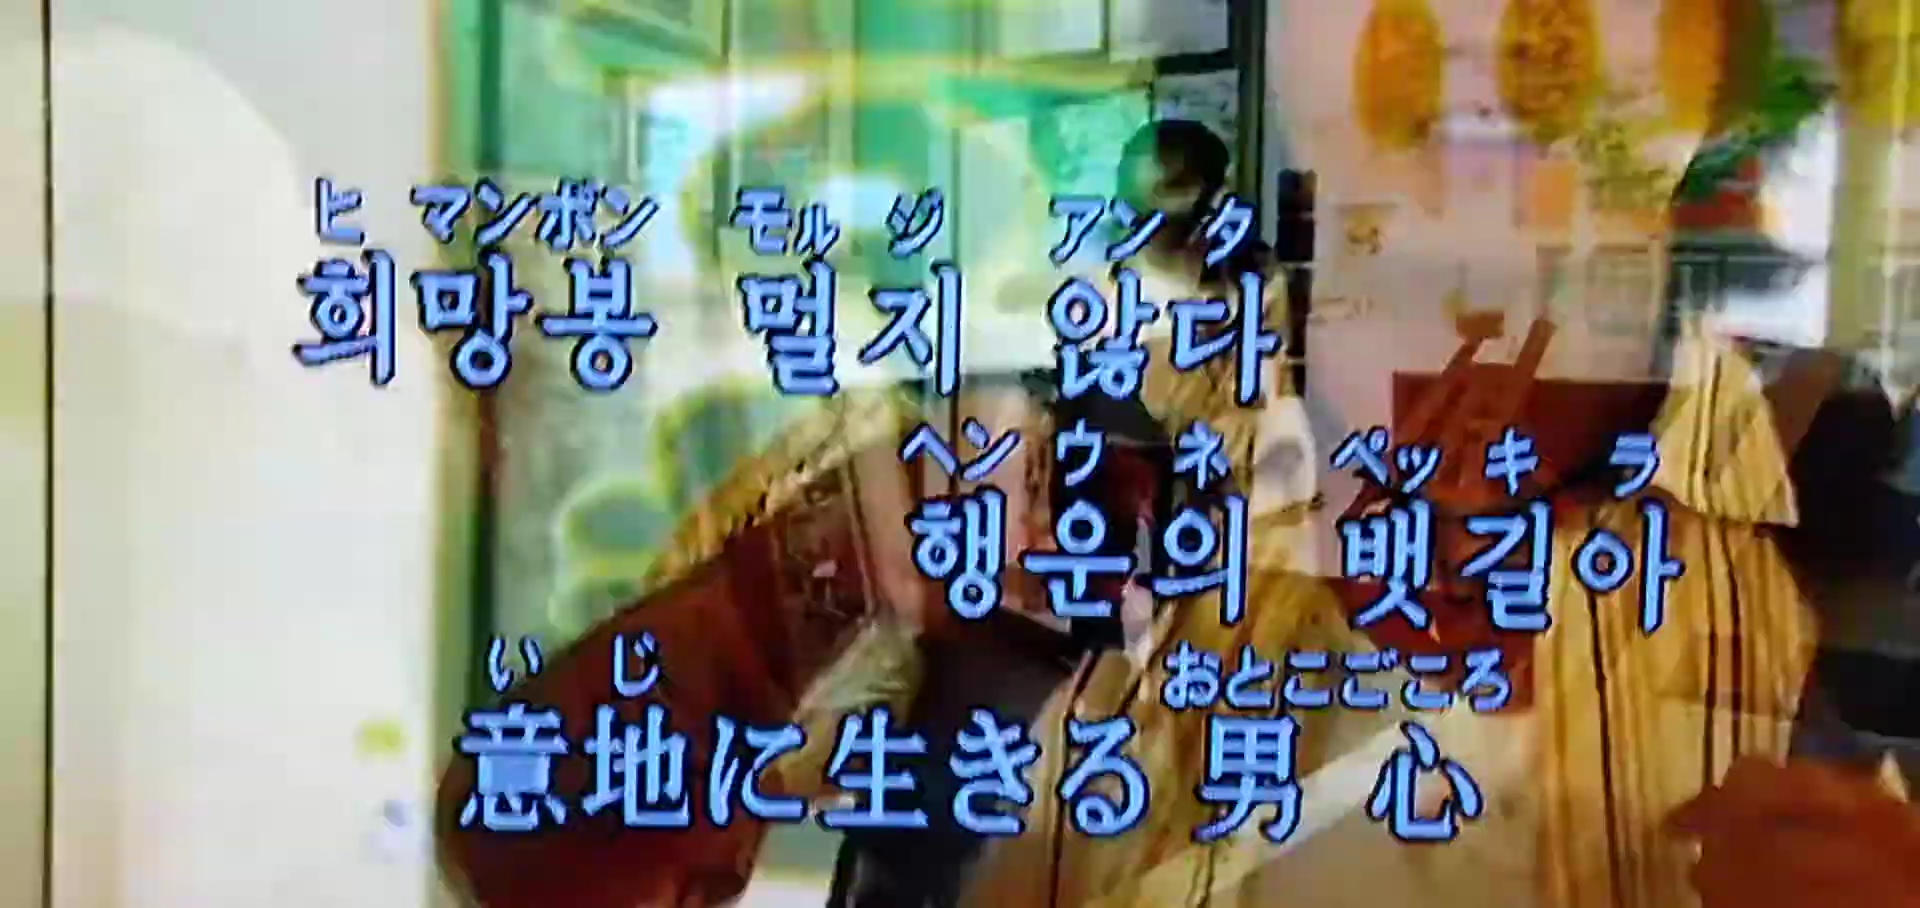 ヒ マンボン モル ジ アン タ
희망봉 멀지 않다
ヘン ウ ネ ペッ キ ラ
행운의 뱃길아
い じ おとこごころ
意地に生きる男 心